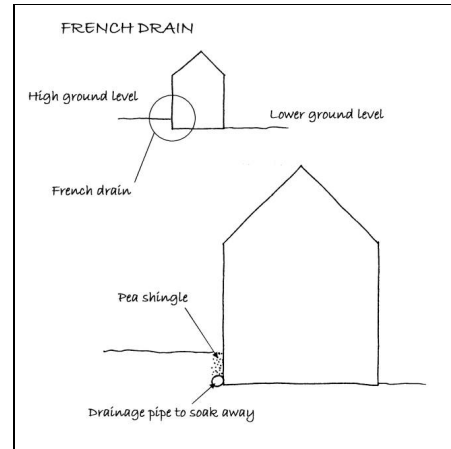 FRENCH DRAIN
High ground level
Lower ground level
French drain
Pea shingle
Drainage pipe to soak away